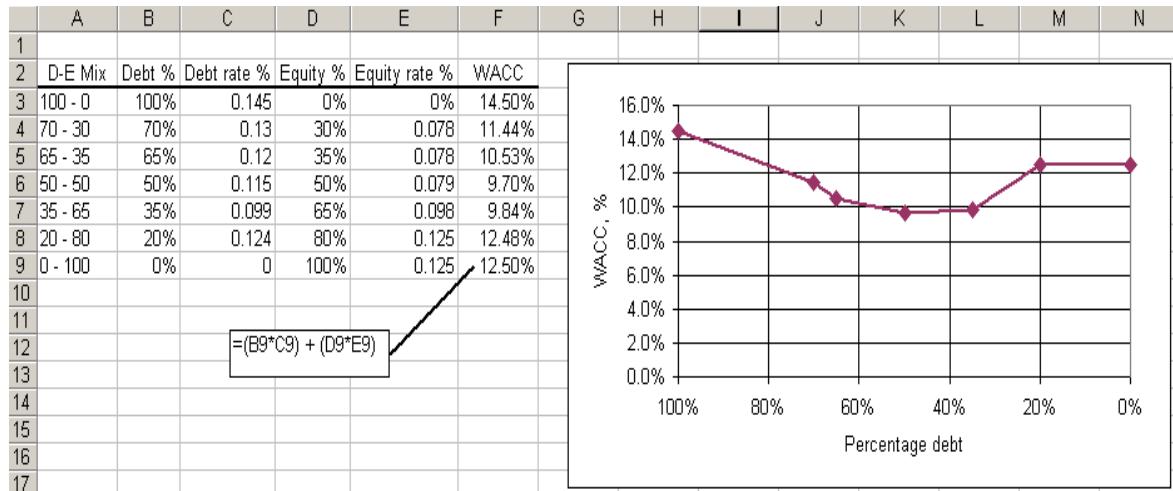 A B C D E F G H I J K L M N
1
2 D-E Mix Debt % Debt rate % Equity % Equity rate % WACC
3 100 - 0 100% 0.145 0% 0% 14.50%
4 70 - 30 70% 0.13 30% 0.078 11.44%
5 65 - 35 65% 0.12 35% 0.078 10.53%
6 50 - 50 50% 0.115 50% 0.079 9.70%
7 35 - 65 35% 0.099 65% 0.098 9.84%
8 20 - 80 20% 0.124 80% 0.125 12.48%
9 0 - 100 0% 0 100% 0.125 12.50%
10
11
12
13
14
15
16
17
=(B9*C9) + (D9*E9)
WACC, %
16.0%
14.0%
12.0%
10.0%
8.0%
6.0%
4.0%
2.0%
0.0%
100% 80% 60% 40% 20% 0%
Percentage debt